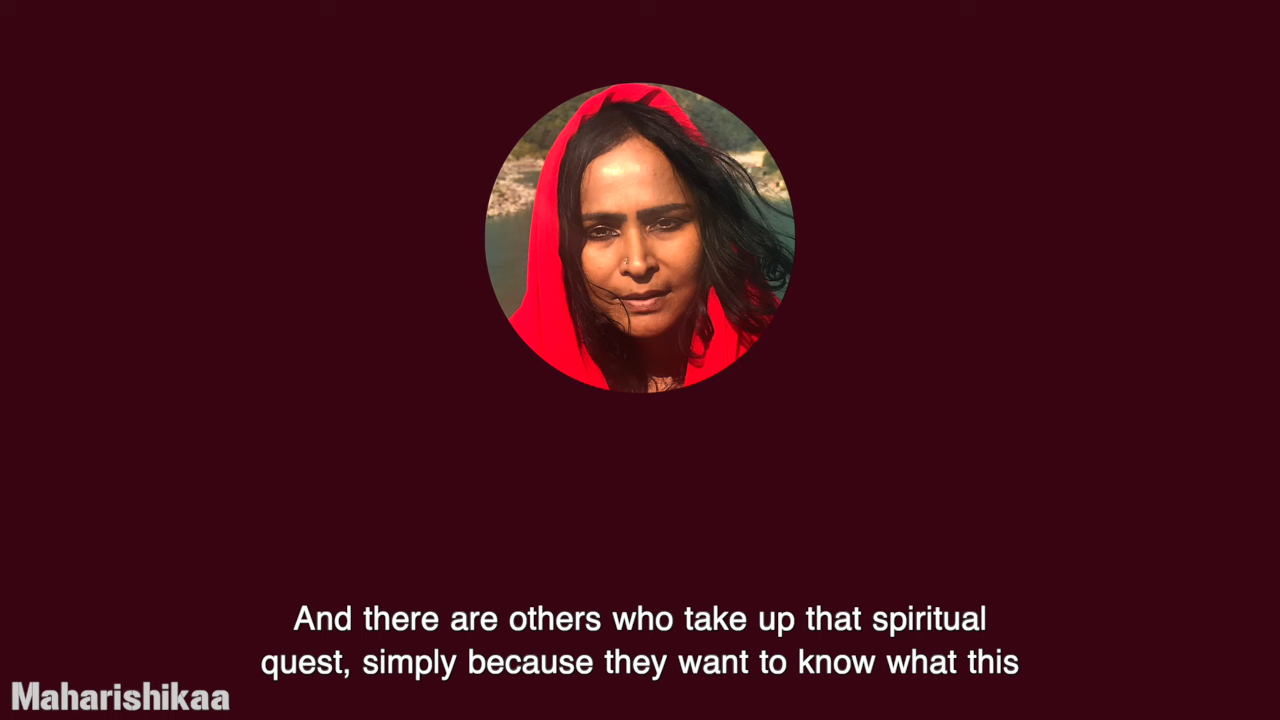 And there are others who take up that spiritual
quest, simply because they want to know what this
Maharishikaa